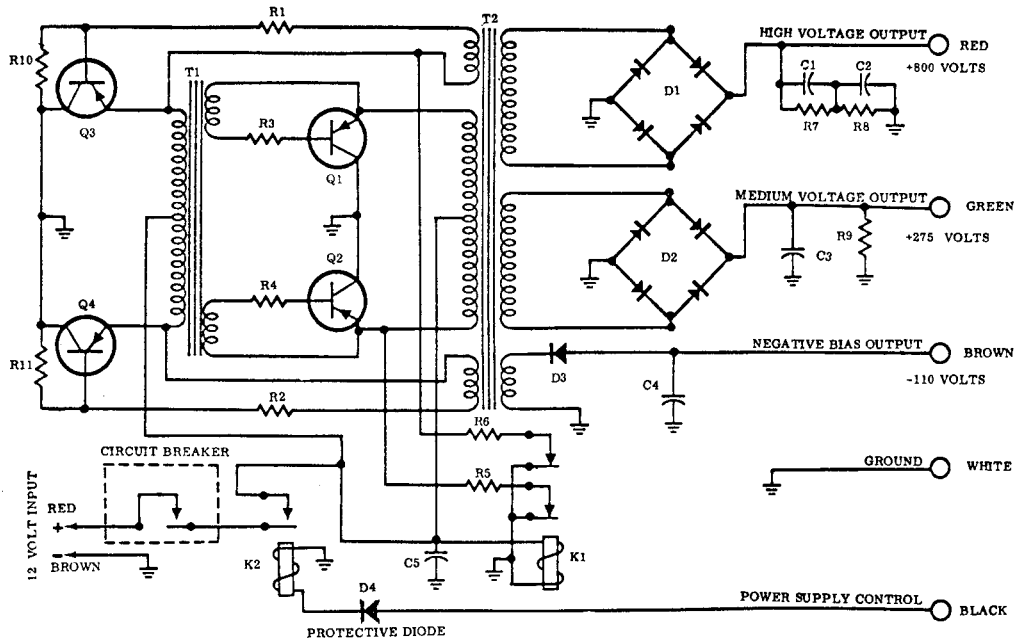 R1
T2
HIGH VOLTAGE OUTPUT
RED
+800 VOLTS
R10
C1
C2
T1
D1
Q3
R3
R7
R8
Q1
MEDIUM VOLTAGE OUTPUT
GREEN
+275 VOLTS
R9
Q2
D2
C3
R4
Q4
NEGATIVE BIAS OUTPUT
BROWN
-110 VOLTS
R11
D3
C4
R2
R6
CIRCUIT BREAKER
R5
GROUND
WHITE
12 VOLT INPUT
RED
+
-
BROWN
K2
C5
K1
D4
POWER SUPPLY CONTROL
BLACK
PROTECTIVE DIODE